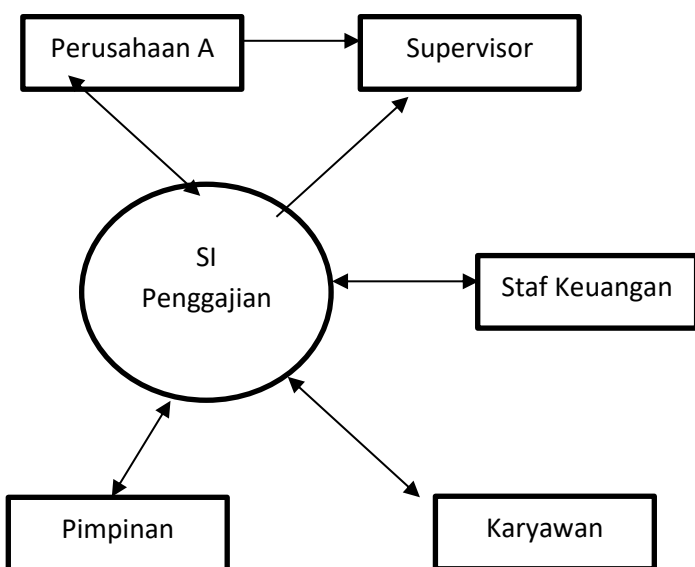 Perusahaan A
Supervisor
SI
Penggajian
Staf Keuangan
Pimpinan
Karyawan